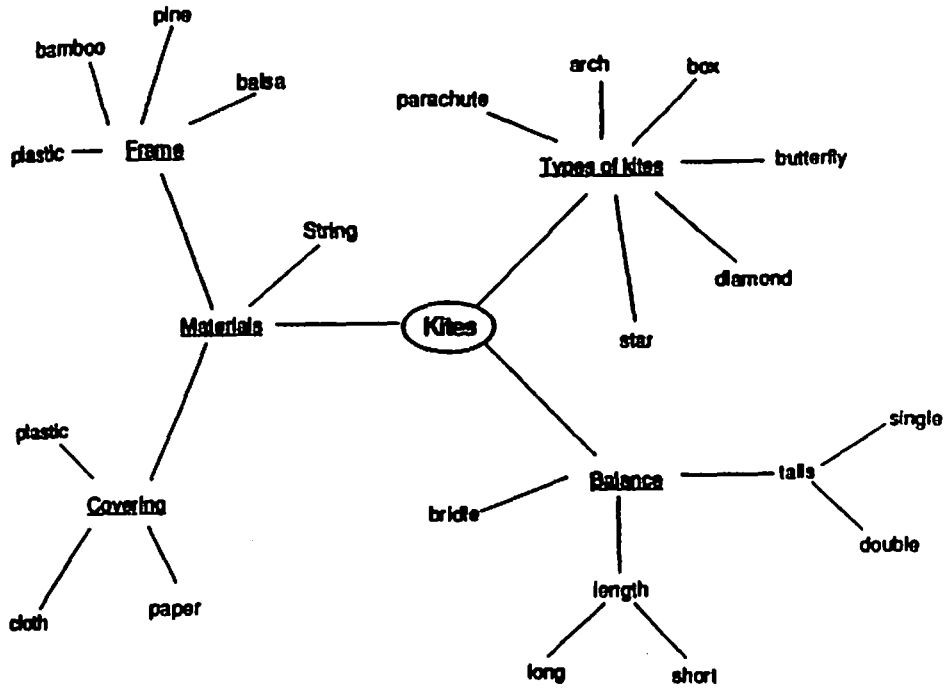 pine
bamboo
balsa
plastic
Frame
arch
box
parachute
Types of kites
butterfly
String
diamond
Materials
Kites
star
plastic
Covering
cloth
paper
Balance
tails
single
double
bridle
length
long
short